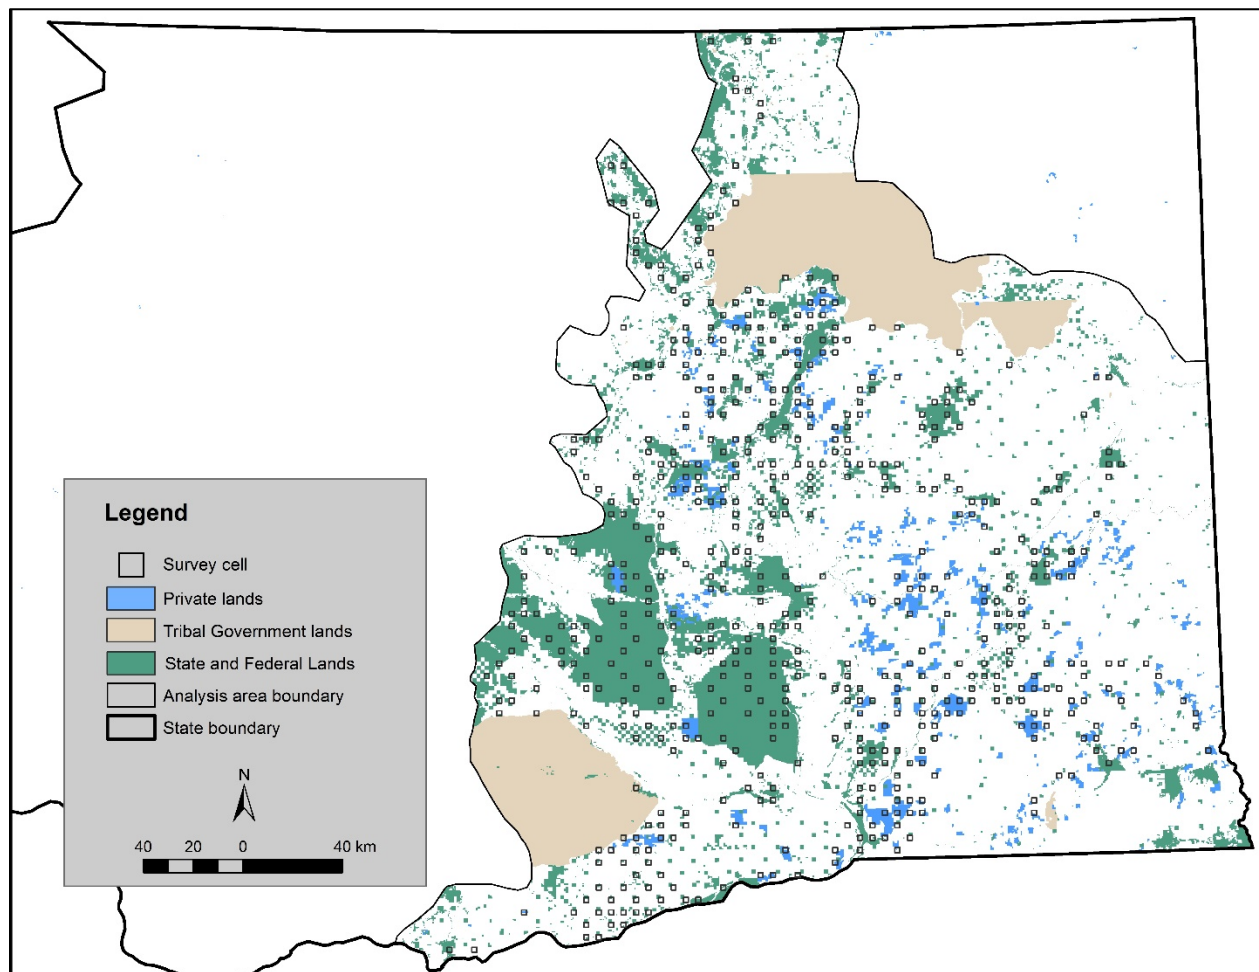 Legend
Survey cell
Private lands
Tribal Government lands
State and Federal Lands
Analysis area boundary
State boundary
N
40 20 0 40 km